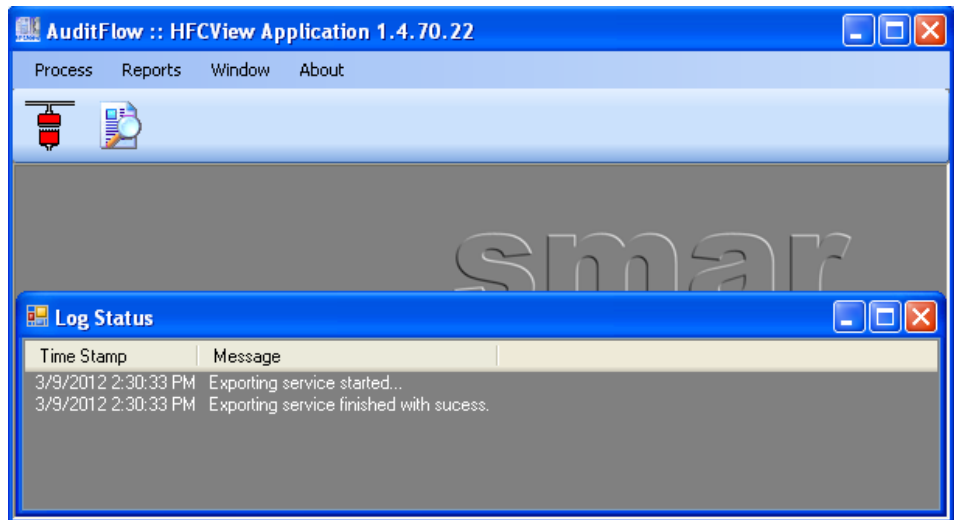 AuditFlow :: HFCView Application 1.4.70.22
Process Reports Window About
smar
Log Status
Time Stamp Message
3/9/2012 2:30:33 PM Exporting service started...
3/9/2012 2:30:33 PM Exporting service finished with sucess.